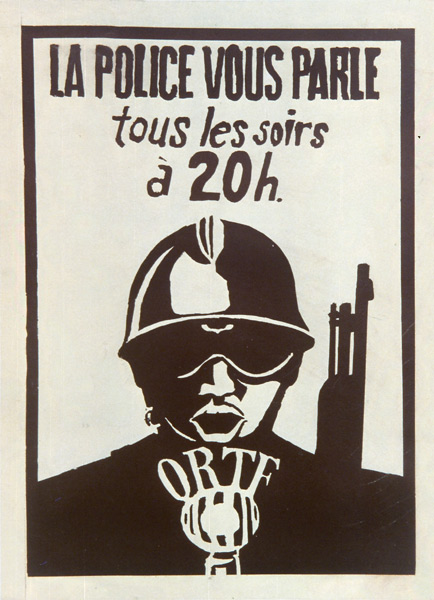 LA POLICE VOUS PARLE
tous les soirs
à 20h.
ORTF